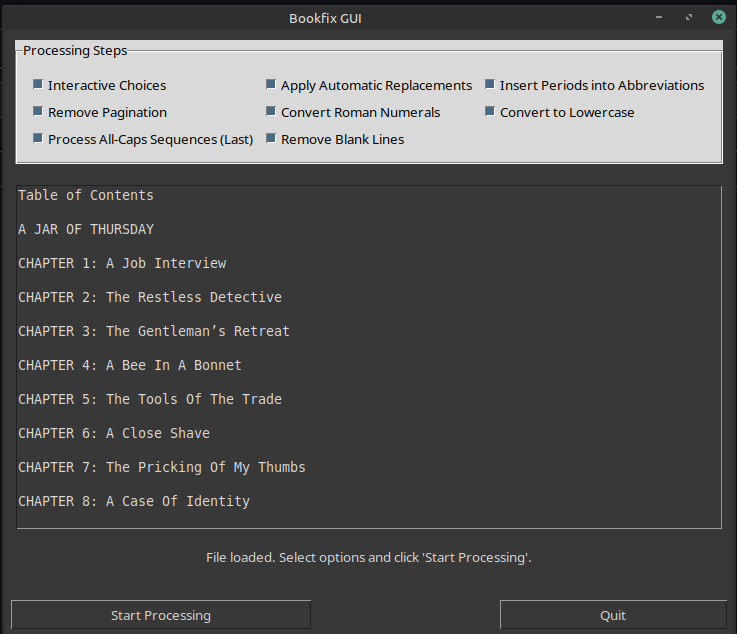 Bookfix GUI
Processing Steps
Interactive Choices Apply Automatic Replacements Insert Periods into Abbreviations
Remove Pagination Convert Roman Numerals Convert to Lowercase
Process All-Caps Sequences (Last) Remove Blank Lines
Table of Contents
A JAR OF THURSDAY
CHAPTER 1: A Job Interview
CHAPTER 2: The Restless Detective
CHAPTER 3: The Gentleman’s Retreat
CHAPTER 4: A Bee In A Bonnet
CHAPTER 5: The Tools Of The Trade
CHAPTER 6: A Close Shave
CHAPTER 7: The Pricking Of My Thumbs
CHAPTER 8: A Case Of Identity
File loaded. Select options and click 'Start Processing'.
Start Processing Quit